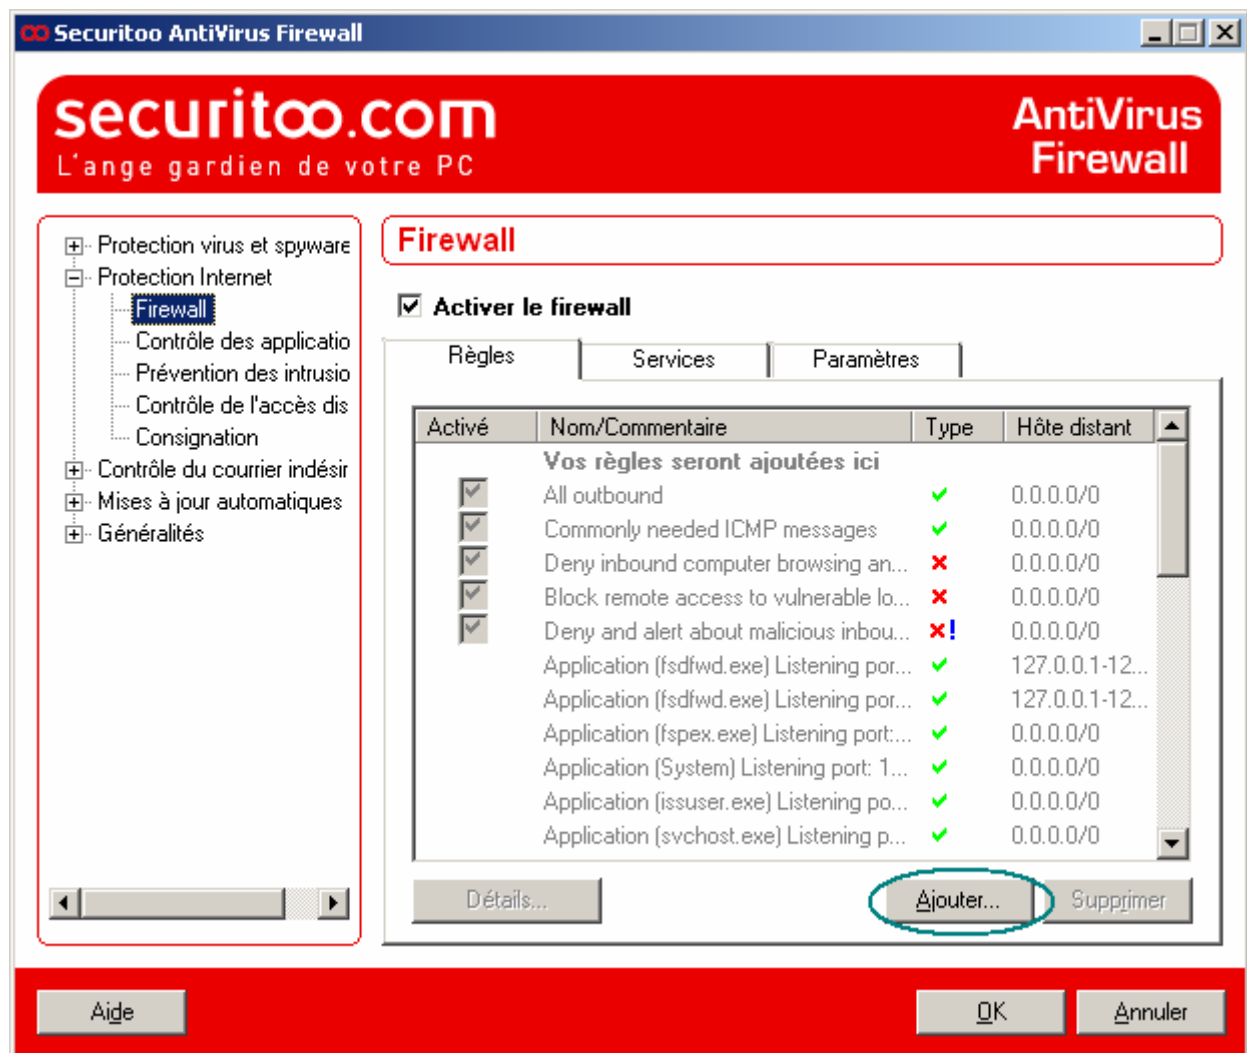 Securitoo AntiVirus Firewall
securitoo.com
L'ange gardien de votre PC
AntiVirus
Firewall
Protection virus et spyware
Protection Internet
Firewall
Contrôle des applicatio
Prévention des intrusio
Contrôle de l'accès dis
Consignation
Contrôle du courrier indésir
Mises à jour automatiques
Généralités
Firewall
Activer le firewall
Règles Services Paramètres
Activé Nom/Commentaire Type Hôte distant
Vos règles seront ajoutées ici
All outbound 0.0.0.0/0
Commonly needed ICMP messages 0.0.0.0/0
Deny inbound computer browsing an... 0.0.0.0/0
Block remote access to vulnerable lo... 0.0.0.0/0
Deny and alert about malicious inbou... 0.0.0.0/0
Application (fsdfwd.exe) Listening por... 127.0.0.1-12...
Application (fsdfwd.exe) Listening por... 127.0.0.1-12...
Application (fspex.exe) Listening port:... 0.0.0.0/0
Application (System) Listening port: 1... 0.0.0.0/0
Application (issuser.exe) Listening po... 0.0.0.0/0
Application (svchost.exe) Listening p... 0.0.0.0/0
Détails... Ajouter... Supprimer
Aide OK Annuler